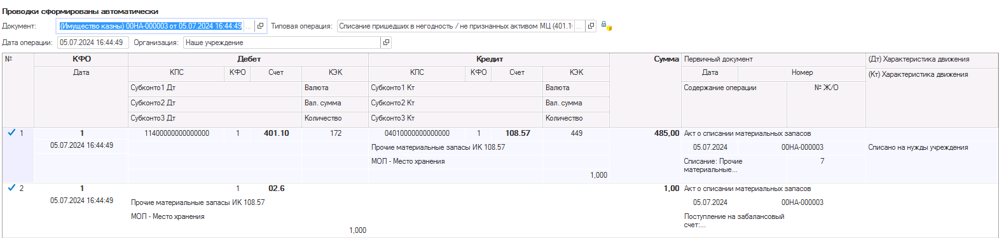 Проводки сформированы автоматически
Документ: (Имущество казны) 00НА-000003 от 05.07.2024 16:44:49 ... Типовая операция: Списание пришедших в негодность / не признанных активом МЦ (401.1 ...
Дата операции: 05.07.2024 16:44:49 Организация: Наше учреждение
№ КФО Дебет Кредит Сумма Первичный документ (Дт) Характеристика движения
Дата КПС КФО Счет КЭК КПС КФО Счет КЭК Дата Номер (Кт) Характеристика движения
Субконто1 Дт Валюта Субконто1 Кт Валюта Содержание операции № Ж/О
Субконто2 Дт Вал. сумма Субконто2 Кт Вал. сумма
Субконто3 Дт Количество Субконто3 Кт Количество
1 1 11400000000000000 1 401.10 172 04010000000000000 1 108.57 449 485,00 Акт о списании материальных запасов
05.07.2024 16:44:49 Прочие материальные запасы ИК 108.57 05.07.2024 00НА-000003 Списано на нужды учреждения
МОЛ - Место хранения Списание: Прочие 7
материальные...
1,000
2 1 1 02.6 1,00 Акт о списании материальных запасов
05.07.2024 16:44:49 Прочие материальные запасы ИК 108.57 05.07.2024 00НА-000003
МОЛ - Место хранения Поступление на забалансовый
счет:...
1,000